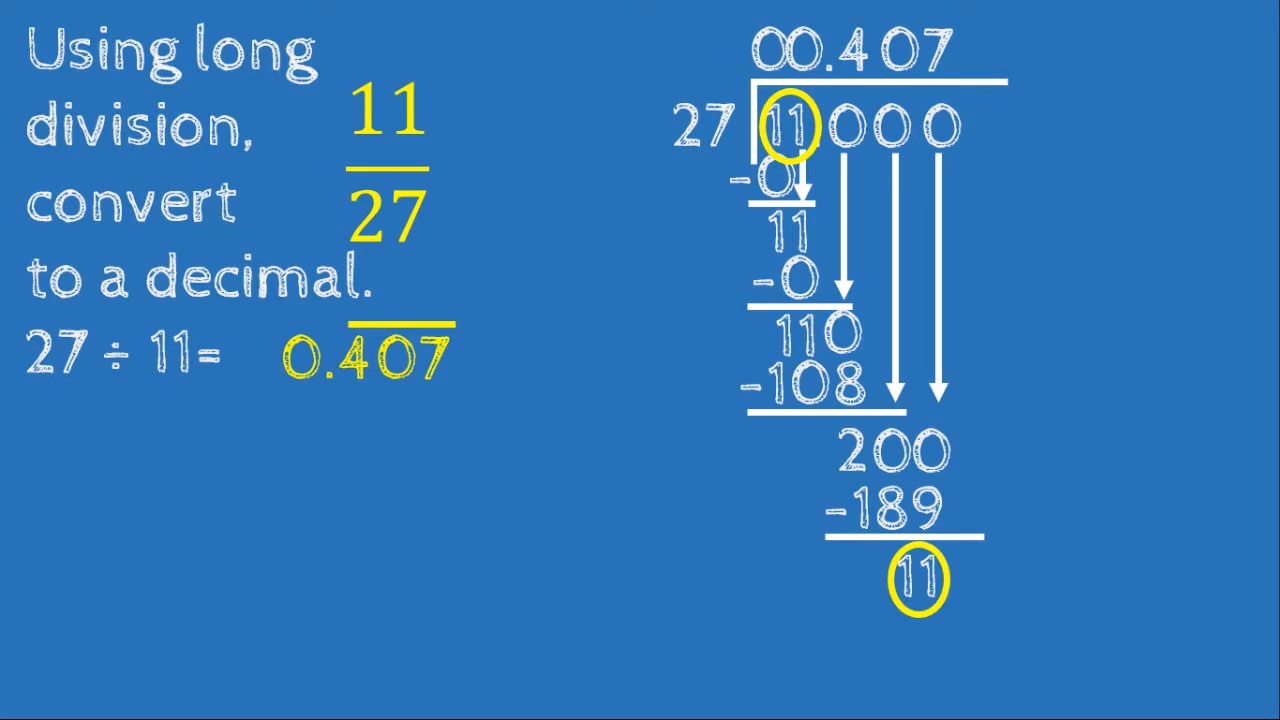 Using long
division,
convert
11
27
to a decimal.
27 ÷ 11= 0.407
00.407
27 11.000
-0
11
-0
110
-108
200
-189
11